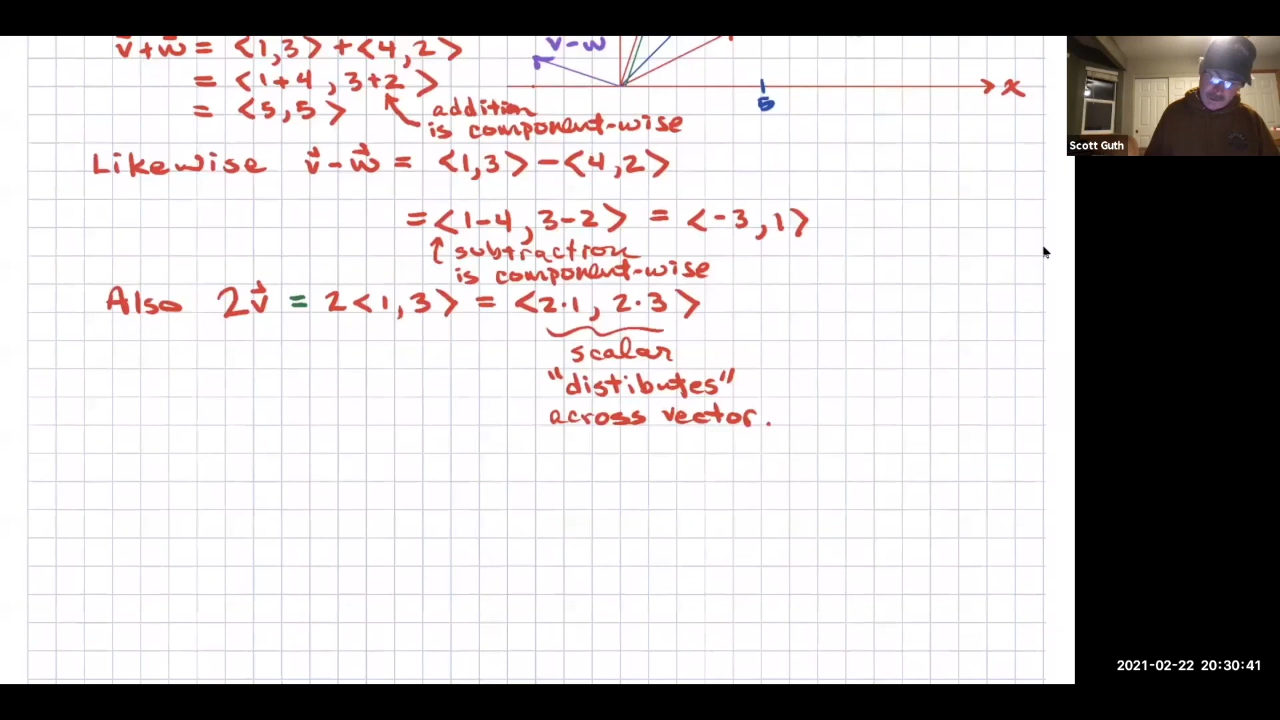 v⃗+w⃗ = <1,3> + <4,2>
v-w
= <1+4, 3+2>
x
= <5,5>
addition
is component-wise
5
Likewise v⃗-w⃗ = <1,3> - <4,2>
= <1-4, 3-2> = <-3,1>
subtraction
is component-wise
Also 2v⃗ = 2<1,3> = <2·1, 2·3>
scalar
"distibutes"
across vector.
Scott Guth
2021-02-22 20:30:41